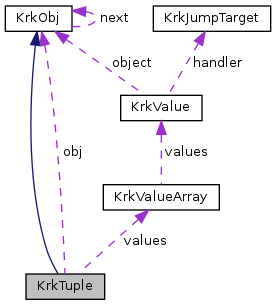 KrkObj
next
KrkJumpTarget
object
handler
KrkValue
obj
values
KrkValueArray
values
KrkTuple